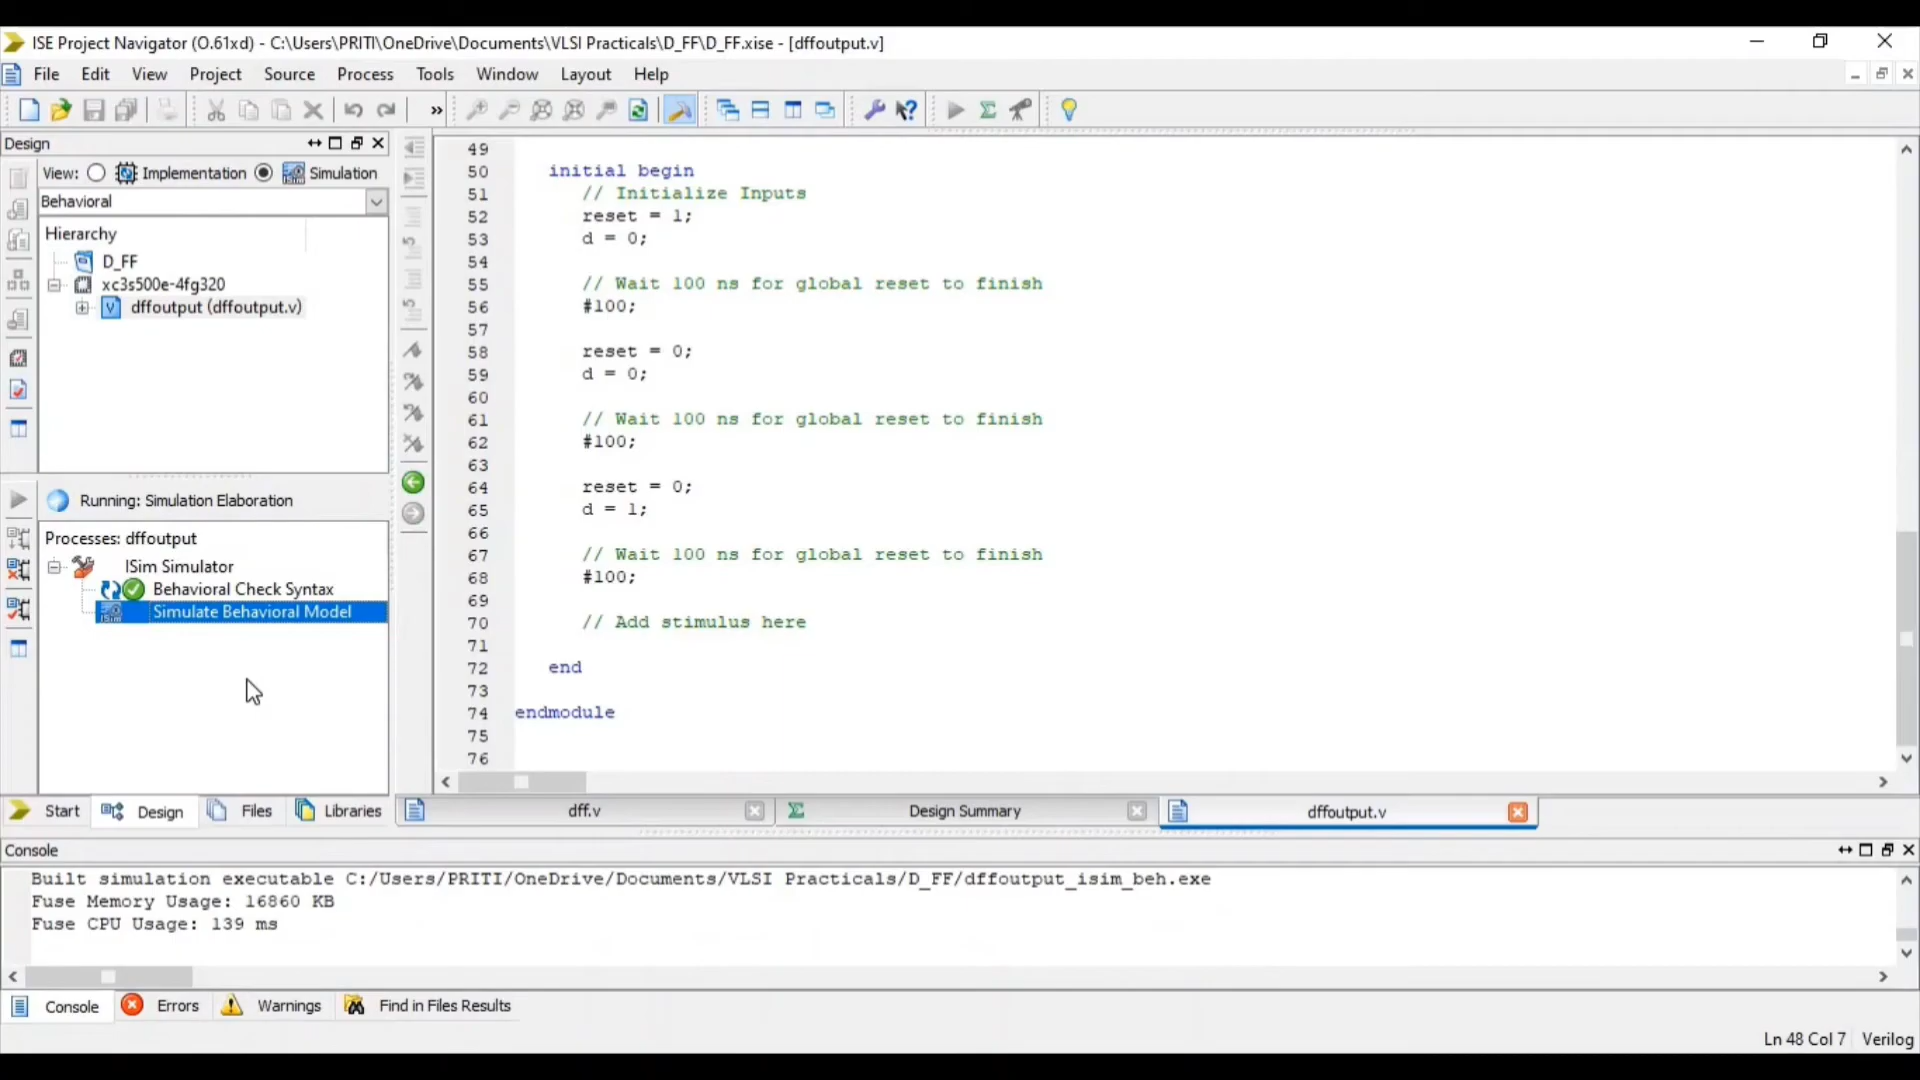 ISE Project Navigator (O.61xd) - C:\Users\PRITI\OneDrive\Documents\VLSI Practicals\D_FF\D_FF.xise - [dffoutput.v]
File Edit View Project Source Process Tools Window Layout Help
Design
View: Implementation Simulation
Behavioral
Hierarchy
D_FF
xc3s500e-4fg320
dffoutput (dffoutput.v)
Running: Simulation Elaboration
Processes: dffoutput
ISim Simulator
Behavioral Check Syntax
Simulate Behavioral Model
Start Design Files Libraries
49
50 initial begin
51 // Initialize Inputs
52 reset = 1;
53 d = 0;
54
55 // Wait 100 ns for global reset to finish
56 #100;
57
58 reset = 0;
59 d = 0;
60
61 // Wait 100 ns for global reset to finish
62 #100;
63
64 reset = 0;
65 d = 1;
66
67 // Wait 100 ns for global reset to finish
68 #100;
69
70 // Add stimulus here
71
72 end
73
74 endmodule
75
76
dff.v Design Summary dffoutput.v
Console
Built simulation executable C:/Users/PRITI/OneDrive/Documents/VLSI Practicals/D_FF/dffoutput_isim_beh.exe
Fuse Memory Usage: 16860 KB
Fuse CPU Usage: 139 ms
Console Errors Warnings Find in Files Results
Ln 48 Col 7 Verilog